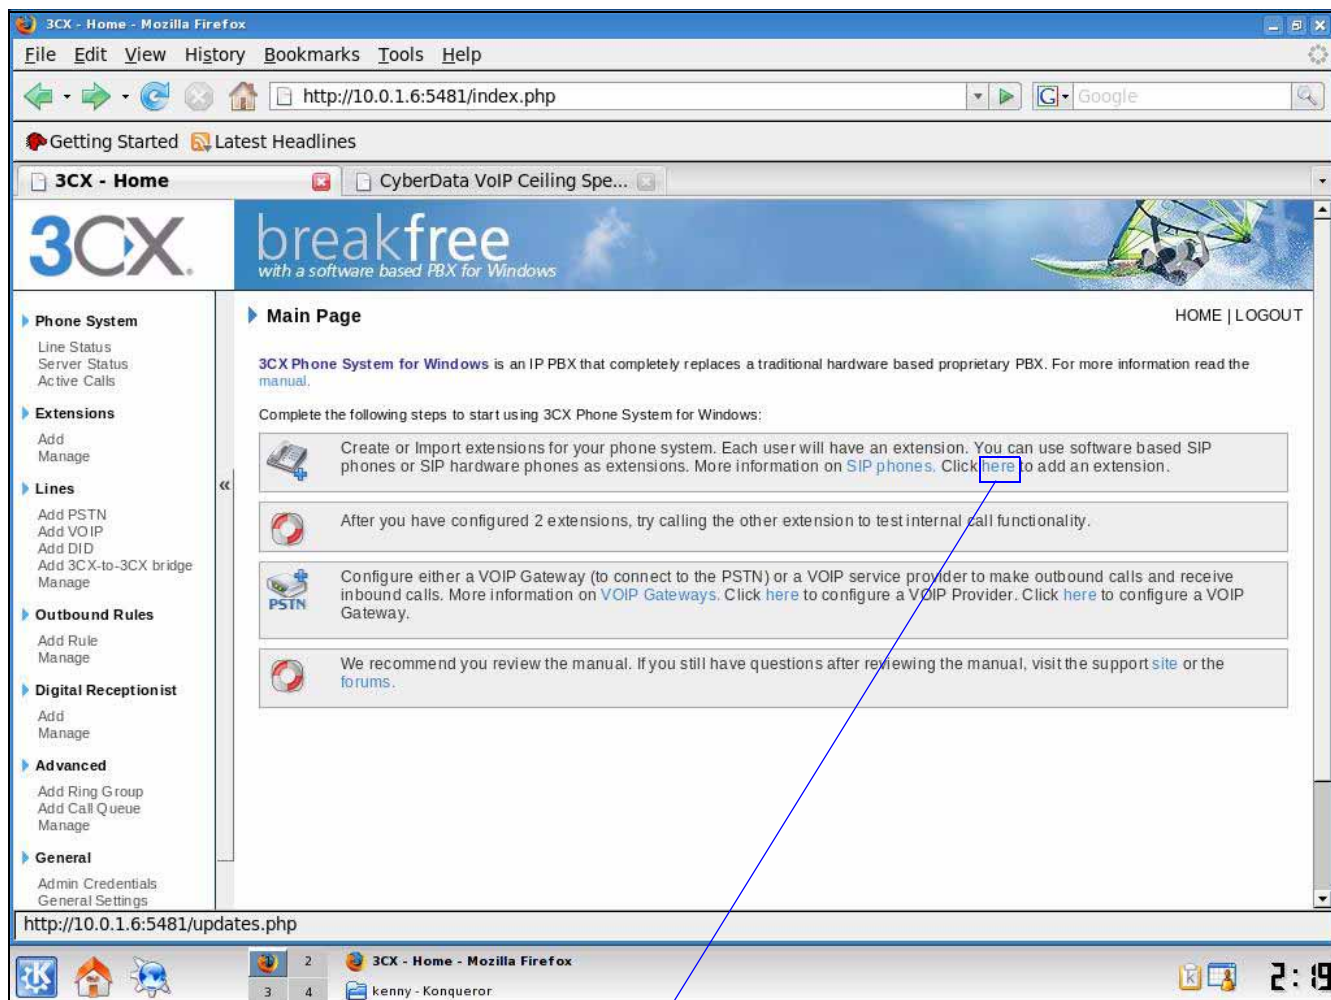 3CX - Home - Mozilla Firefox
File Edit View History Bookmarks Tools Help
http://10.0.1.6:5481/index.php
G Google
Getting Started Latest Headlines
3CX - Home
CyberData VoIP Ceiling Spe...
3CX.
breakfree
with a software based PBX for Windows
Phone System
Line Status
Server Status
Active Calls
Extensions
Add
Manage
Lines
Add PSTN
Add VOIP
Add DID
Add 3CX-to-3CX bridge
Manage
Outbound Rules
Add Rule
Manage
Digital Receptionist
Add
Manage
Advanced
Add Ring Group
Add Call Queue
Manage
General
Admin Credentials
General Settings
«
Main Page
HOME | LOGOUT
3CX Phone System for Windows is an IP PBX that completely replaces a traditional hardware based proprietary PBX. For more information read the
manual.
Complete the following steps to start using 3CX Phone System for Windows:
Create or Import extensions for your phone system. Each user will have an extension. You can use software based SIP
phones or SIP hardware phones as extensions. More information on SIP phones. Click here to add an extension.
After you have configured 2 extensions, try calling the other extension to test internal call functionality.
PSTN
Configure either a VOIP Gateway (to connect to the PSTN) or a VOIP service provider to make outbound calls and receive
inbound calls. More information on VOIP Gateways. Click here to configure a VOIP Provider. Click here to configure a VOIP
Gateway.
We recommend you review the manual. If you still have questions after reviewing the manual, visit the support site or the
forums.
http://10.0.1.6:5481/updates.php
2
3 4
3CX - Home - Mozilla Firefox
kenny - Konqueror
2:19